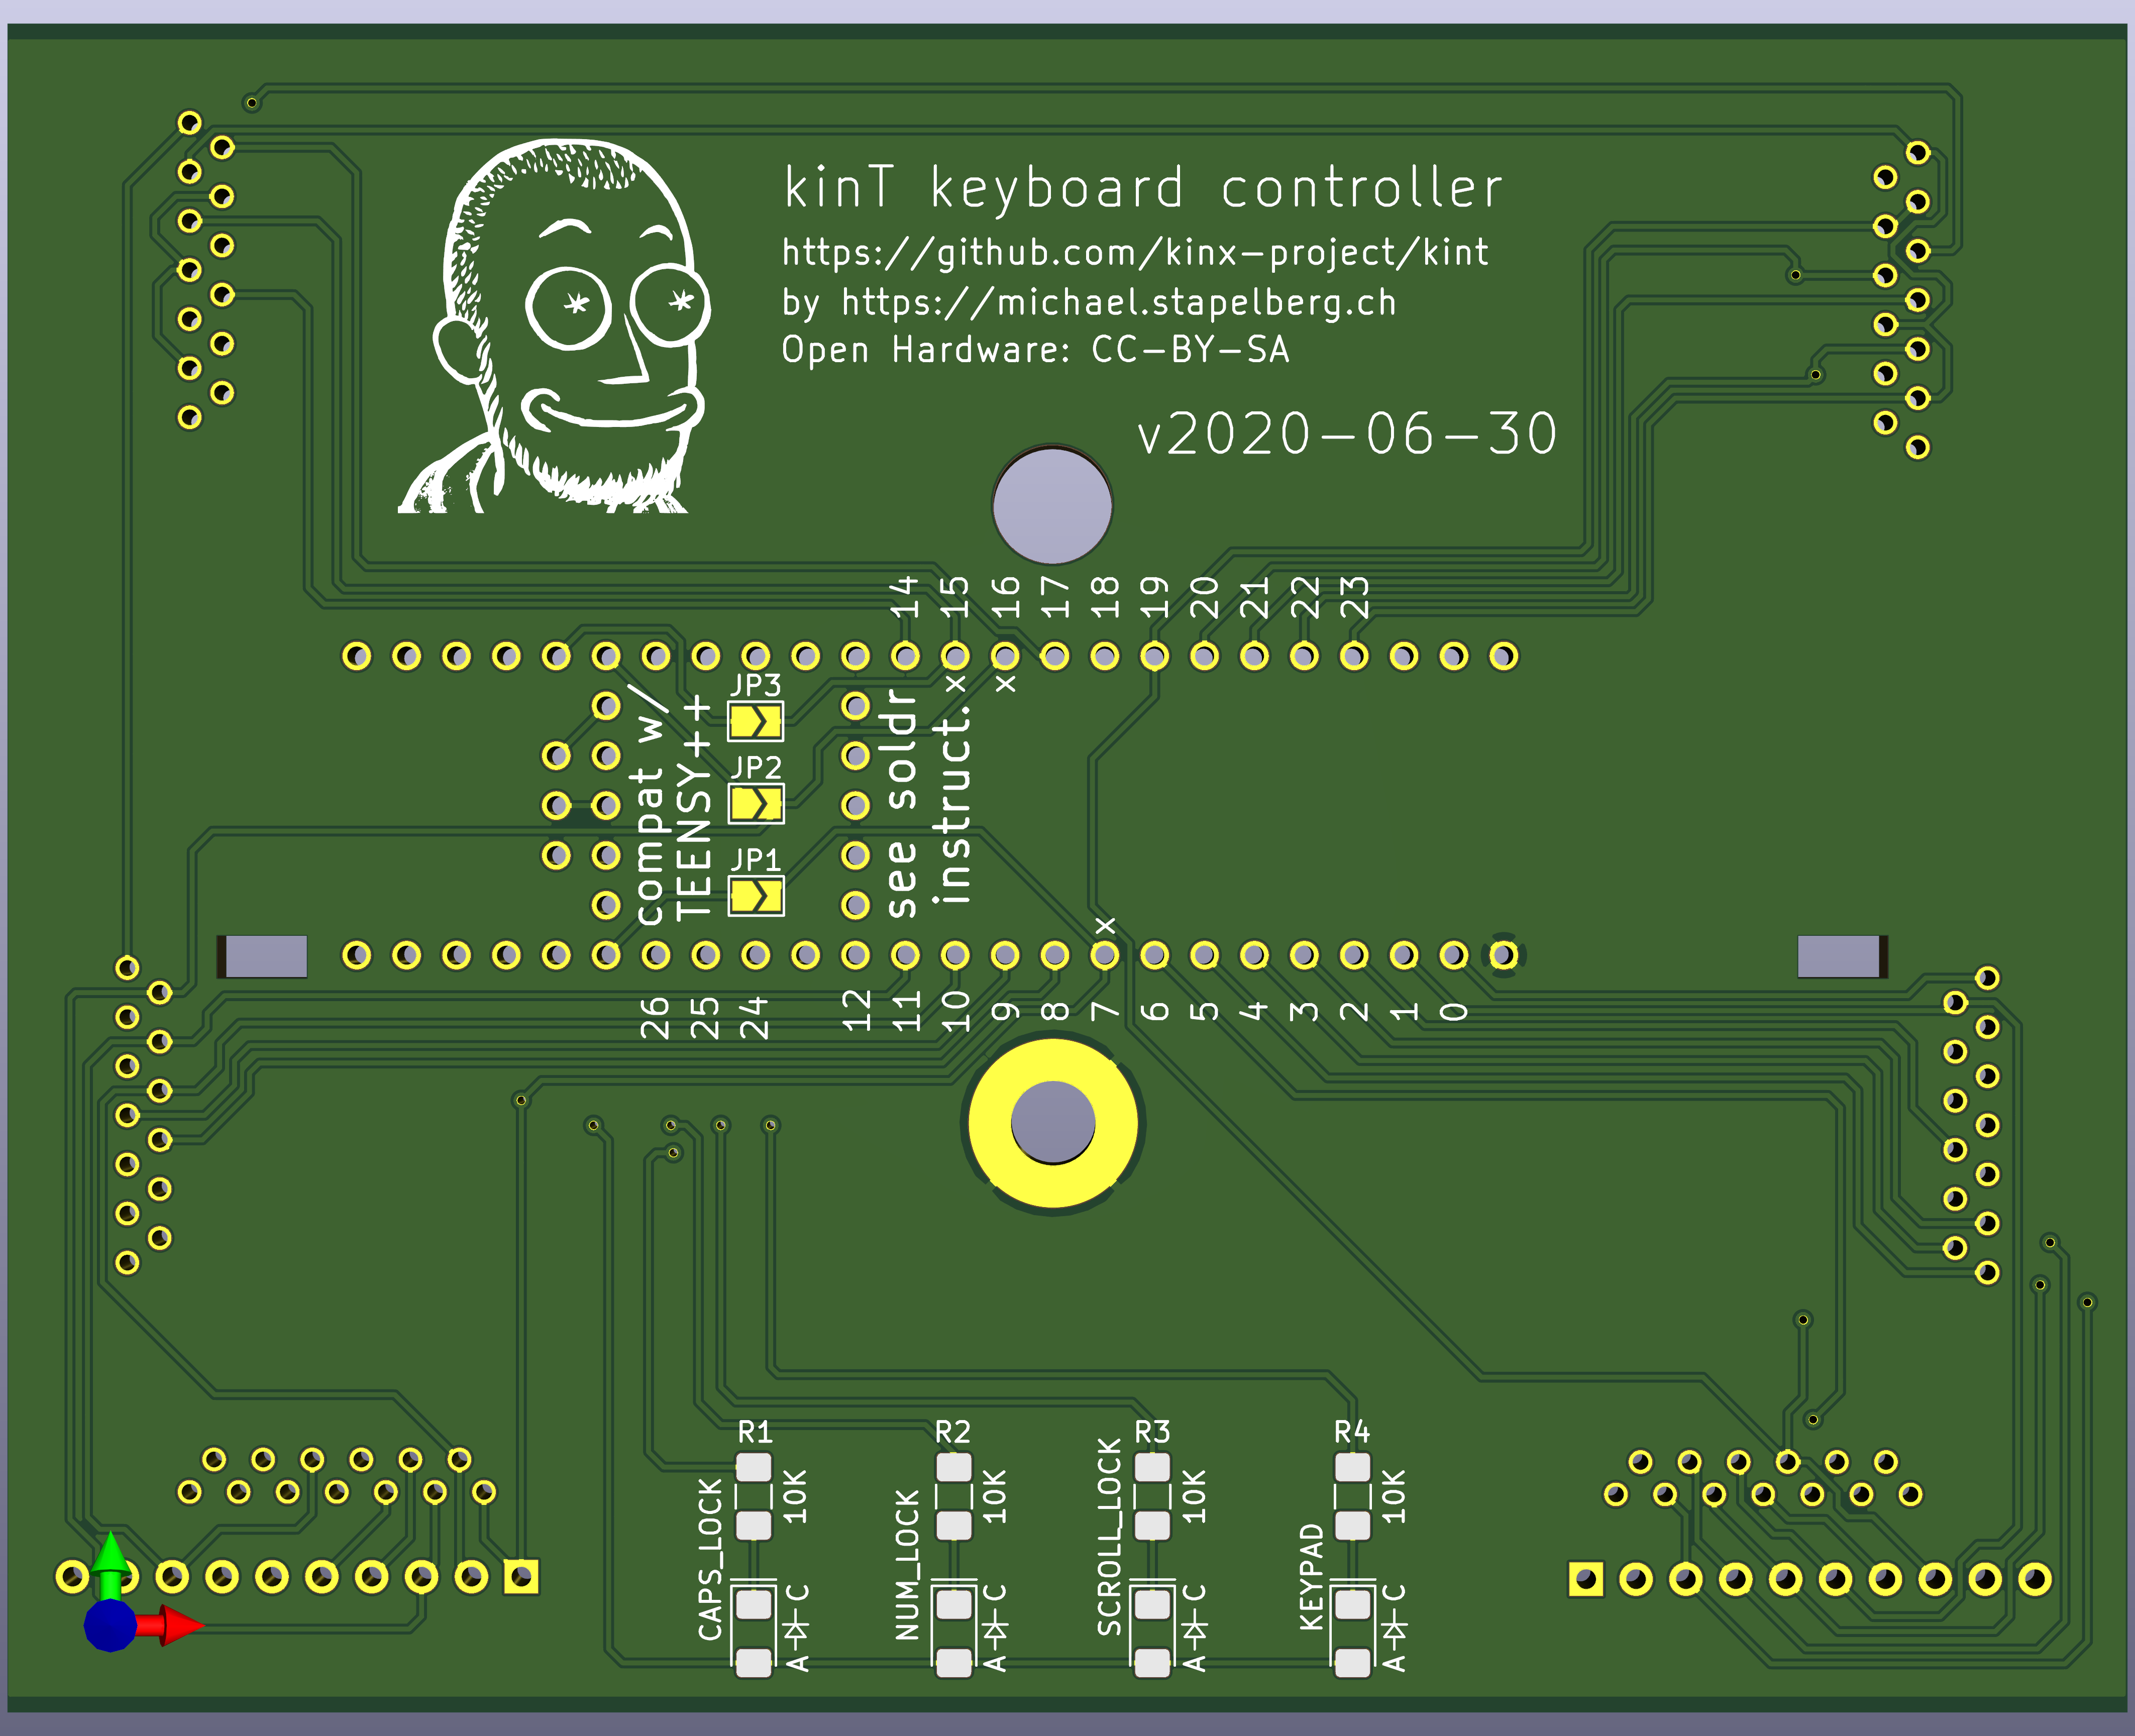 kinT keyboard controller
https://github.com/kinx-project/kint
by https://michael.stapelberg.ch
Open Hardware: CC-BY-SA
v2020-06-30
14 15 16 17 18 19 20 21 22 23
x x
JP3
JP2
JP1
compat w/
TEENSY++
see soldr
instruct.
x
26 25 24 12 11 10 9 8 7 6 5 4 3 2 1 0
R1 R2 R3 R4
10K 10K 10K 10K
CAPS_LOCK
NUM_LOCK
SCROLL_LOCK
KEYPAD
C C C C
A A A A